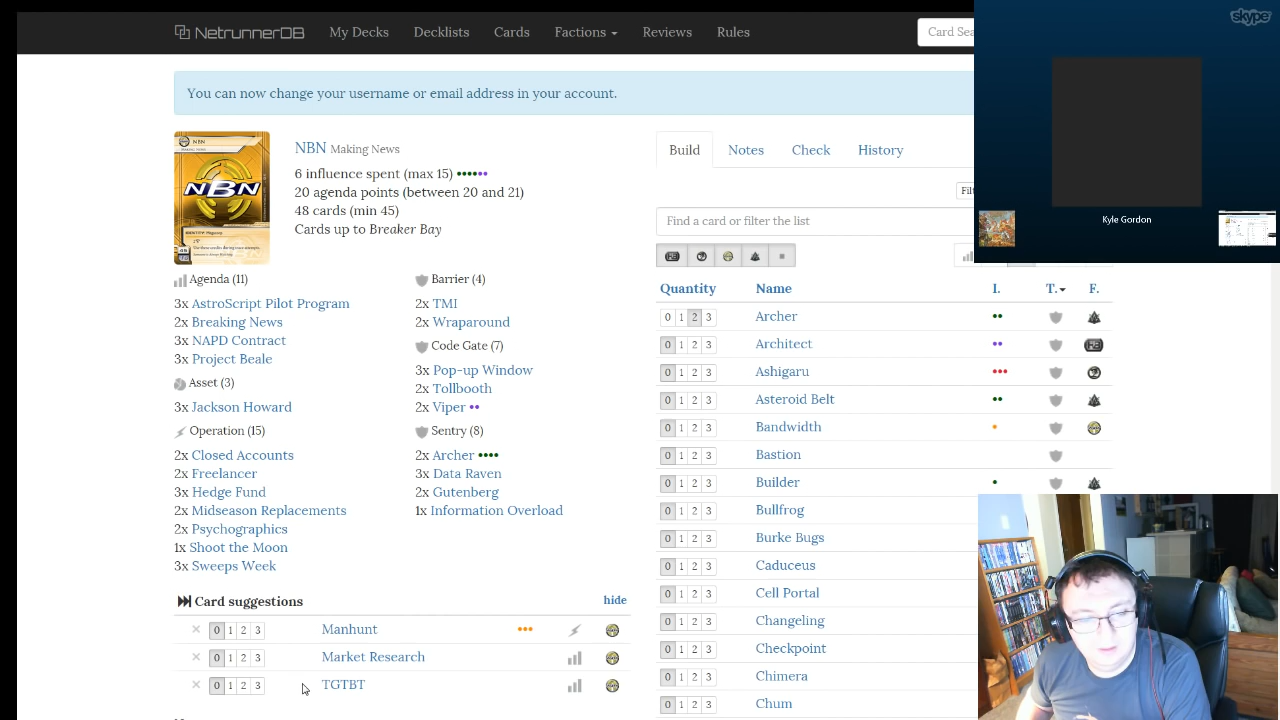 NetrunnerDB My Decks Decklists Cards Factions Reviews Rules Card Sea
skype
You can now change your username or email address in your account.
NBN
NBN Making News
6 influence spent (max 15)
20 agenda points (between 20 and 21)
48 cards (min 45)
Cards up to Breaker Bay
Agenda (11)
3x AstroScript Pilot Program
2x Breaking News
3x NAPD Contract
3x Project Beale
Asset (3)
3x Jackson Howard
Operation (15)
2x Closed Accounts
2x Freelancer
3x Hedge Fund
2x Midseason Replacements
2x Psychographics
1x Shoot the Moon
3x Sweeps Week
Barrier (4)
2x TMI
2x Wraparound
Code Gate (7)
3x Pop-up Window
2x Tollbooth
2x Viper
Sentry (8)
2x Archer
3x Data Raven
2x Gutenberg
1x Information Overload
Card suggestions hide
0 1 2 3 Manhunt
0 1 2 3 Market Research
0 1 2 3 TGTBT
Build Notes Check History
Filt
Find a card or filter the list
Quantity Name I. T. F.
0 1 2 3 Archer
0 1 2 3 Architect
0 1 2 3 Ashigaru
0 1 2 3 Asteroid Belt
0 1 2 3 Bandwidth
0 1 2 3 Bastion
0 1 2 3 Builder
0 1 2 3 Bullfrog
0 1 2 3 Burke Bugs
0 1 2 3 Caduceus
0 1 2 3 Cell Portal
0 1 2 3 Changeling
0 1 2 3 Checkpoint
0 1 2 3 Chimera
0 1 2 3 Chum
Kyle Gordon